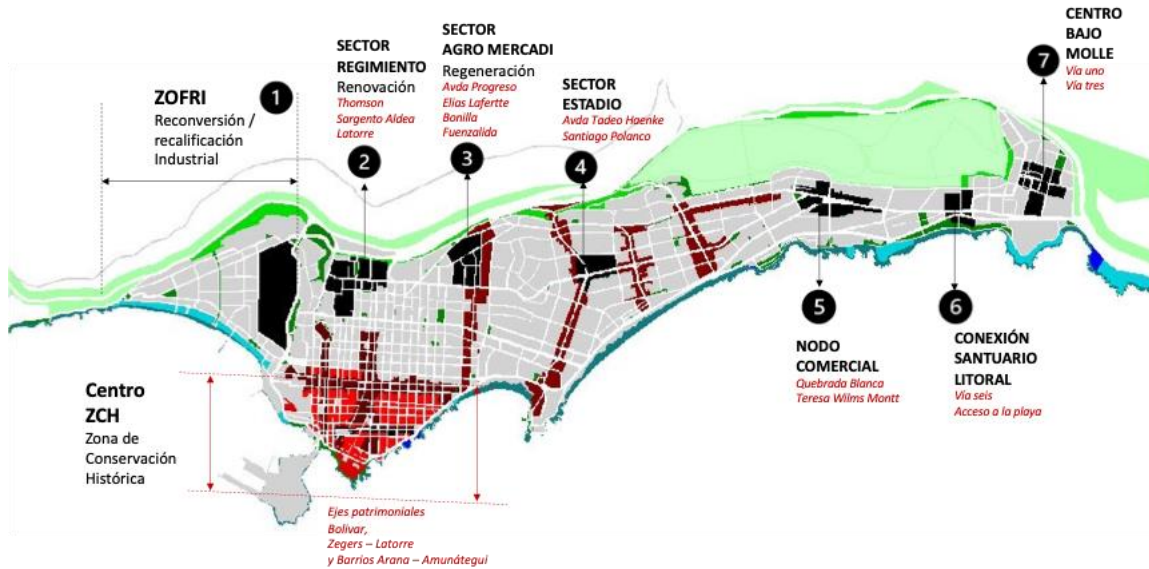 1
ZOFRI
Reconversión /
recalificación
Industrial
SECTOR
REGIMIENTO
Renovación
Thomson
Sargento Aldea
Latorre
2
SECTOR
AGRO MERCADI
Regeneración
Avda Progreso
Elias Lafertte
Bonilla
Fuenzalida
3
SECTOR
ESTADIO
Avda Tadeo Haenke
Santiago Polanco
4
CENTRO
BAJO
MOLLE
Vía uno
Vía tres
7
5
NODO
COMERCIAL
Quebrada Blanca
Teresa Wilms Montt
6
CONEXIÓN
SANTUARIO
LITORAL
Vía seis
Acceso a la playa
Centro
ZCH
Zona de
Conservación
Histórica
Ejes patrimoniales
Bolivar,
Zegers – Latorre
y Barrios Arana – Amunátegui